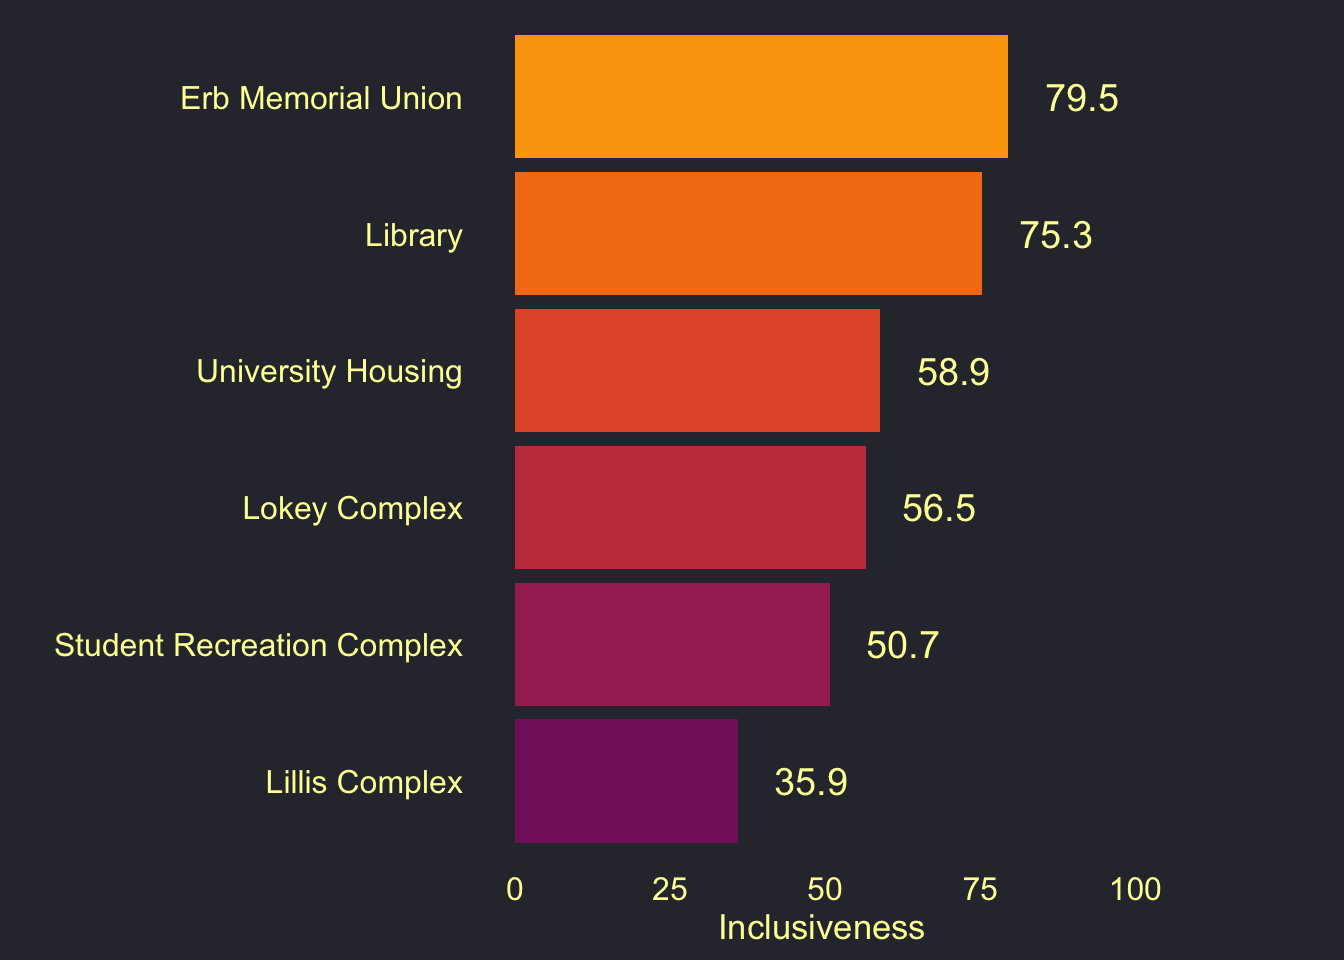 Erb Memorial Union 79.5
Library 75.3
University Housing 58.9
Lokey Complex 56.5
Student Recreation Complex 50.7
Lillis Complex 35.9
0 25 50 75 100
Inclusiveness